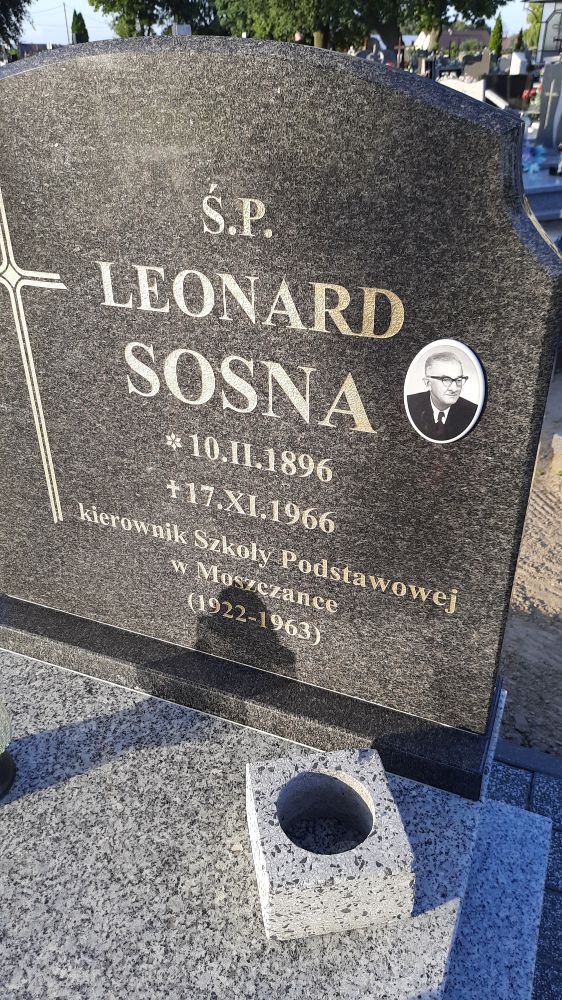 Ś.P.
LEONARD
SOSNA
* 10.II.1896
✝ 17.XI.1966
kierownik Szkoły Podstawowej
w Moszczance
(1922-1963)